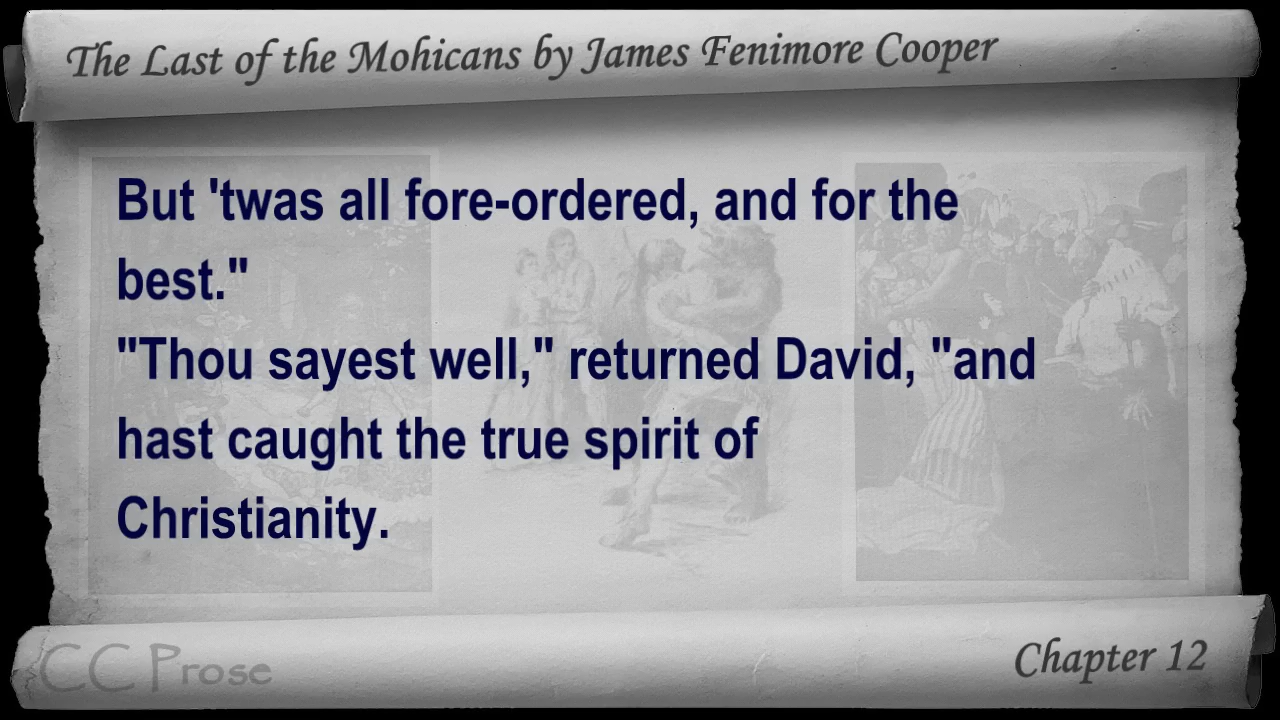 The Last of the Mohicans by James Fenimore Cooper
But 'twas all fore-ordered, and for the
best."
"Thou sayest well," returned David, "and
hast caught the true spirit of
Christianity.
CC Prose
Chapter 12